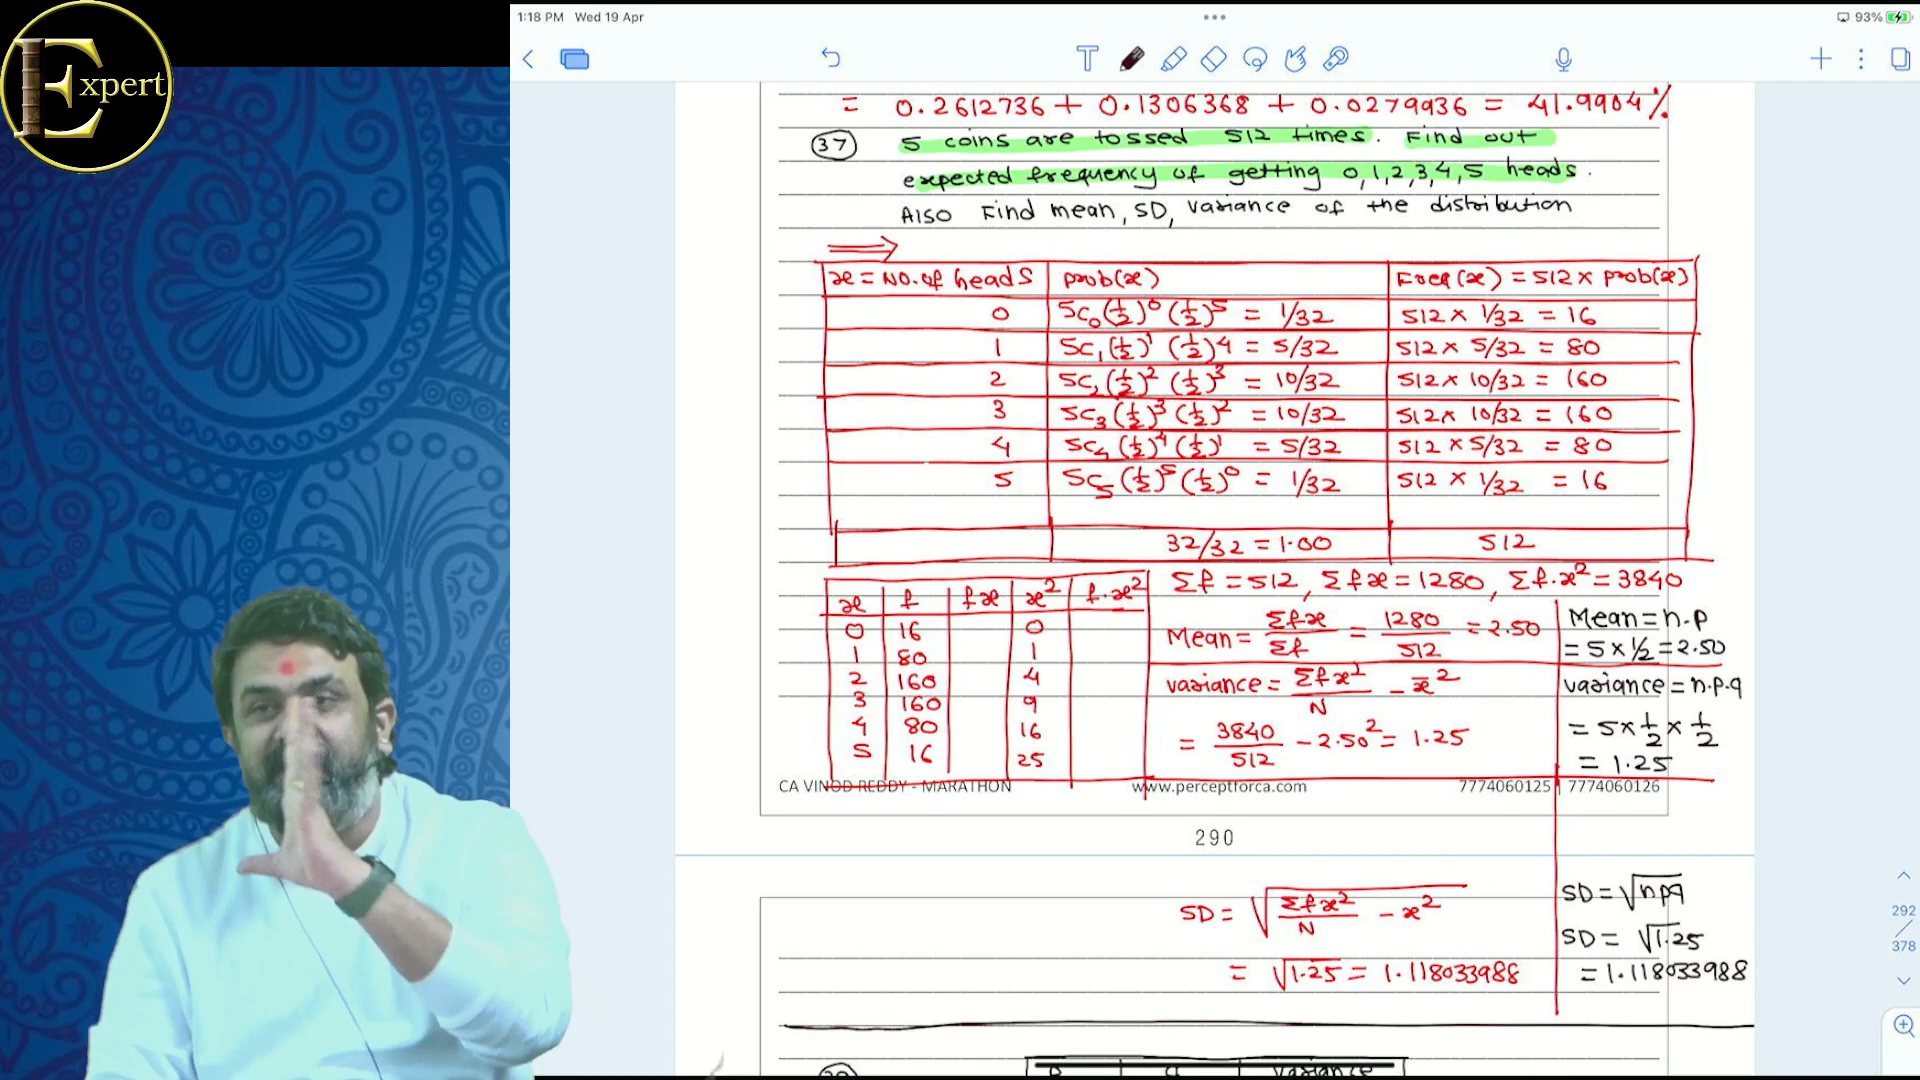 Expert
1:18 PM Wed 19 Apr
93%
= 0.2612736 + 0.1306368 + 0.0279936 = 41.9904%
37 5 coins are tossed 512 times. Find out
expected frequency of getting 0,1,2,3,4,5 heads.
Also Find mean, SD, variance of the distribution
x = No. of heads Prob(x) Freq(x) = 512 x prob(x)
0 5C₀(1/2)⁰(1/2)⁵ = 1/32 512 x 1/32 = 16
1 5C₁(1/2)¹(1/2)⁴ = 5/32 512 x 5/32 = 80
2 5C₂(1/2)²(1/2)³ = 10/32 512 x 10/32 = 160
3 5C₃(1/2)³(1/2)² = 10/32 512 x 10/32 = 160
4 5C₄(1/2)⁴(1/2)¹ = 5/32 512 x 5/32 = 80
5 5C₅(1/2)⁵(1/2)⁰ = 1/32 512 x 1/32 = 16
32/32 = 1.00 512
x f fx x² f.x²
0 16 0
1 80 1
2 160 4
3 160 9
4 80 16
5 16 25
Σf = 512, Σfx = 1280, Σf.x² = 3840
Mean = Σfx/Σf = 1280/512 = 2.50
variance = Σfx²/N - x̄²
= 3840/512 - 2.50² = 1.25
Mean = n.p
= 5 x 1/2 = 2.50
variance = n.p.q
= 5 x 1/2 x 1/2
= 1.25
CA VINOD REDDY - MARATHON www.perceptforca.com 7774060125 | 7774060126
290
SD = √(Σfx²/N - x²)
= √1.25 = 1.118033988
SD = √npq
SD = √1.25
= 1.118033988
292
378
variance